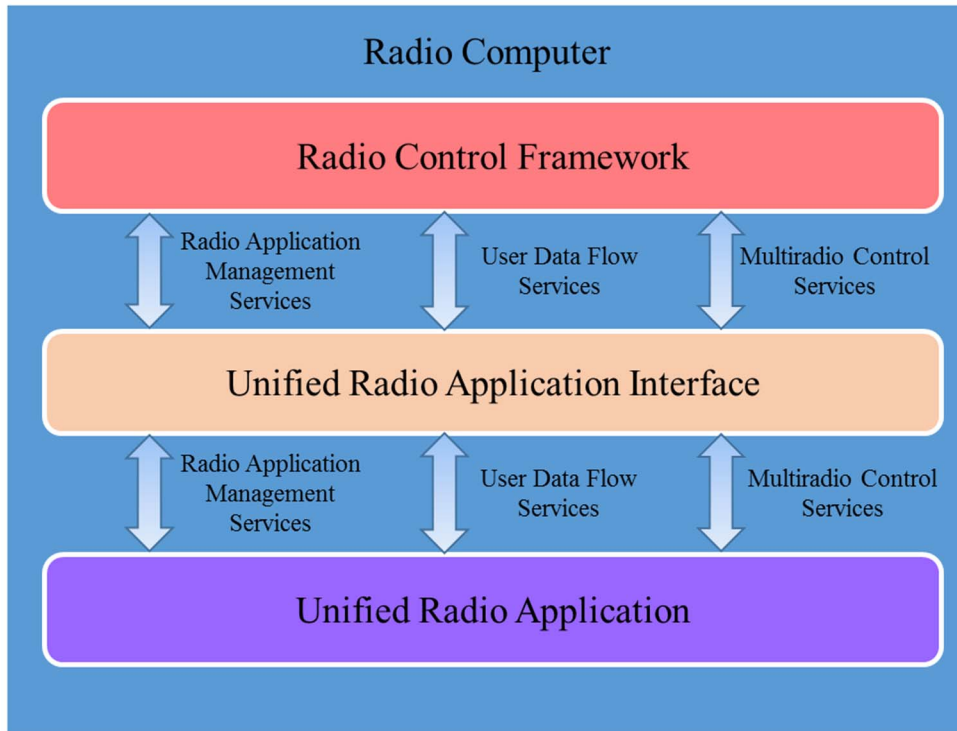 Radio Computer
Radio Control Framework
Radio Application
Management
Services
User Data Flow
Services
Multiradio Control
Services
Unified Radio Application Interface
Radio Application
Management
Services
User Data Flow
Services
Multiradio Control
Services
Unified Radio Application